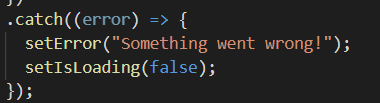 .catch((error) => {
  setError("Something went wrong!");
  setIsLoading(false);
});